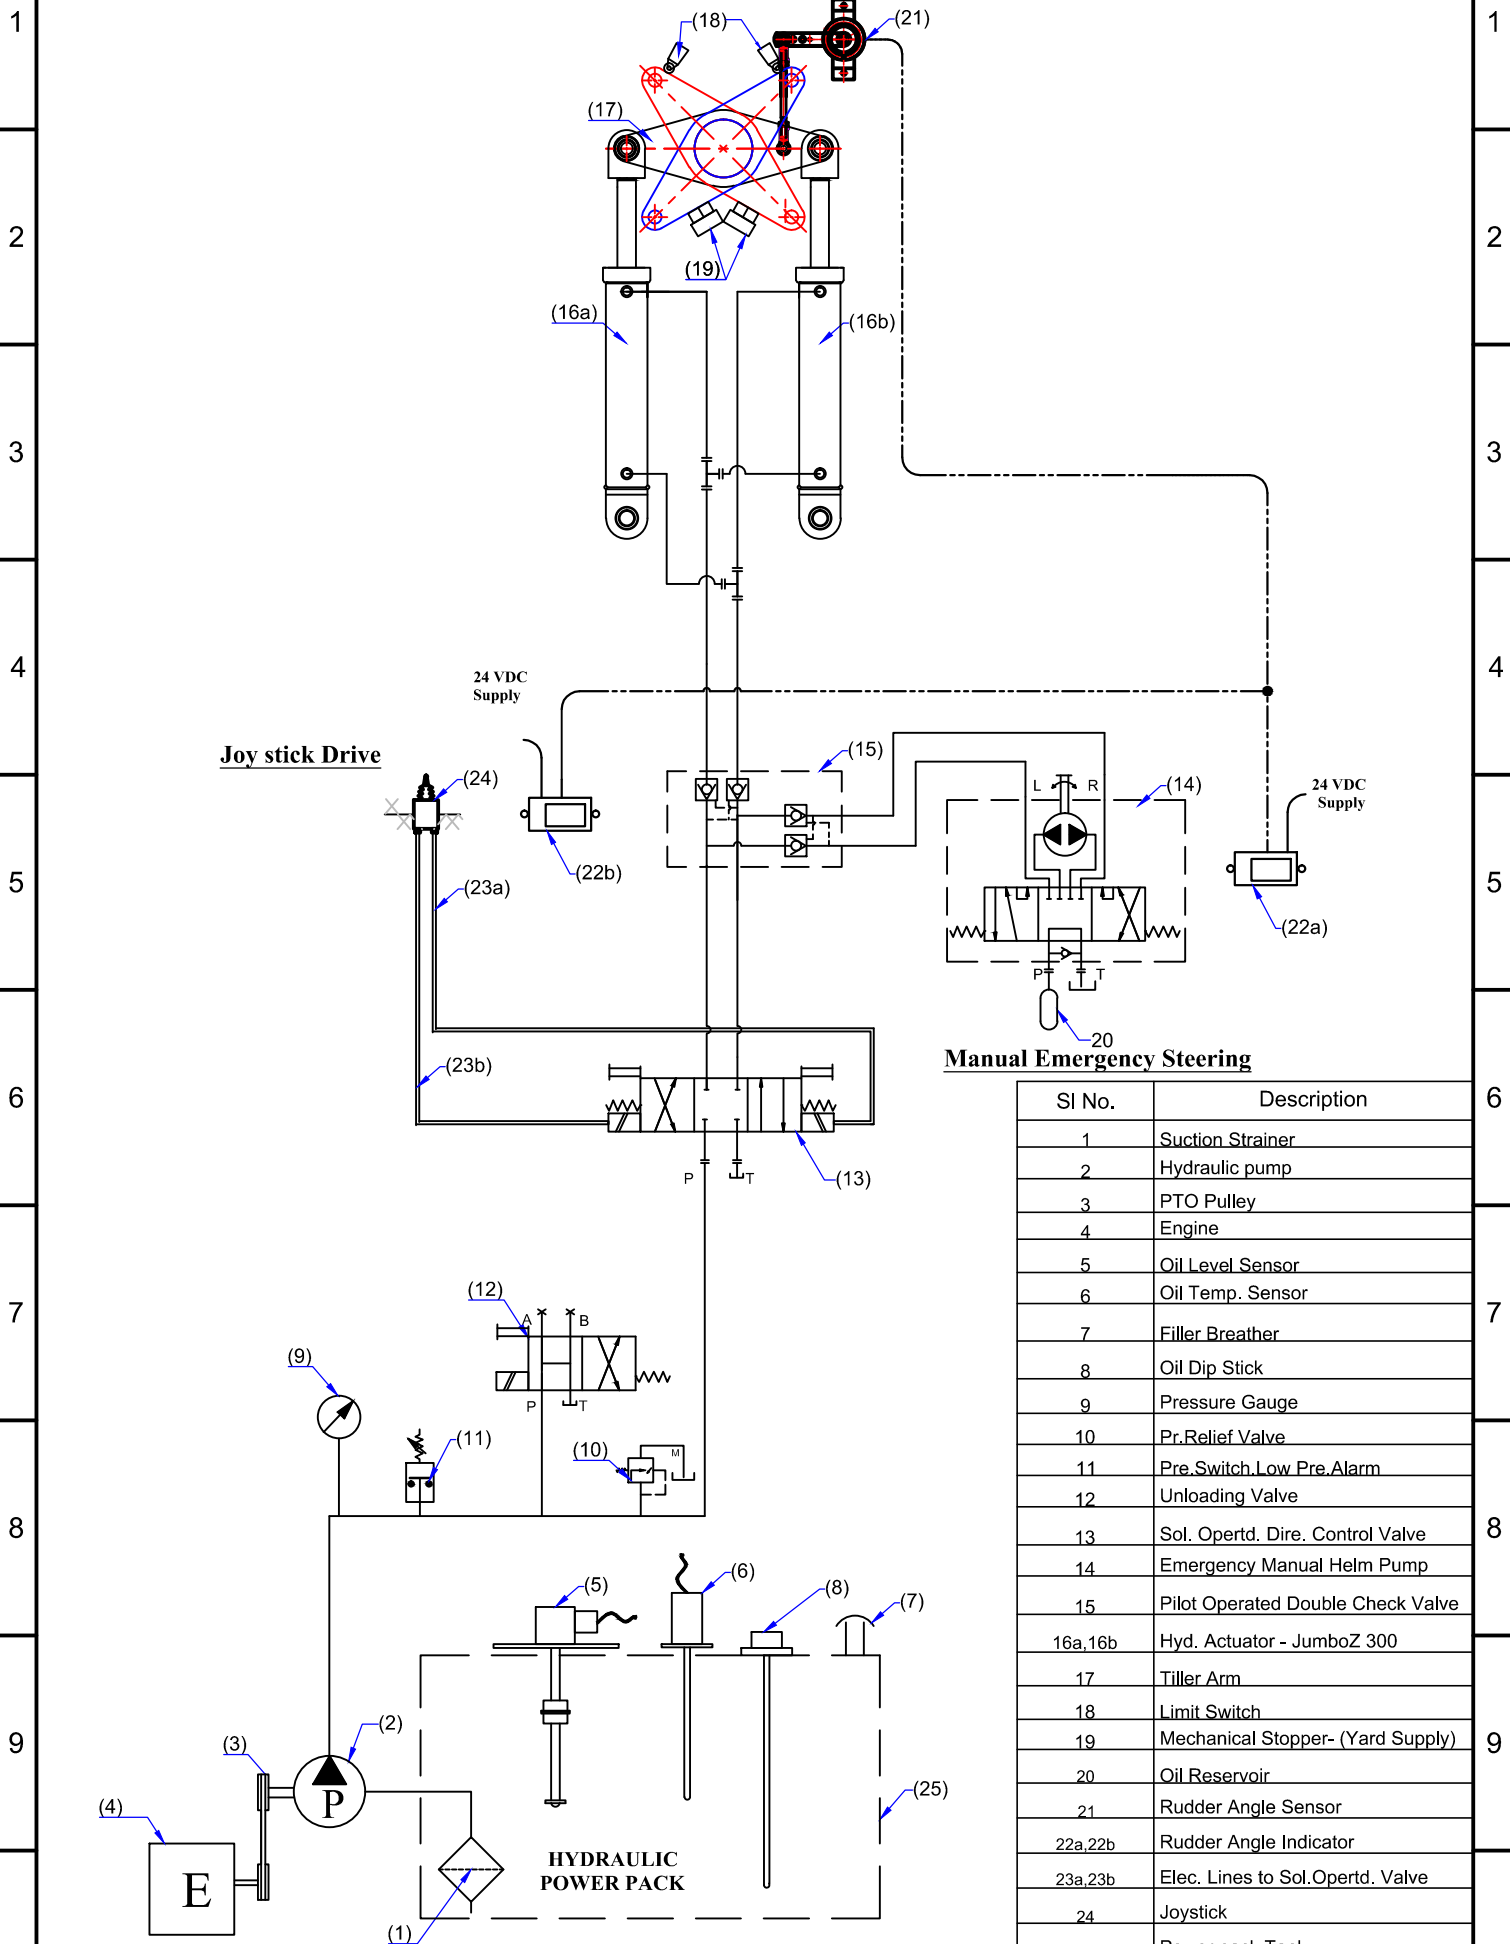 1
1
(18)
(21)
(17)
2
2
(19)
(16a)
(16b)
3
3
4
4
24 VDC
Supply
Joy stick Drive
(15)
(24)
L
R
(14)
24 VDC
Supply
(22b)
5
(23a)
5
(22a)
P
T
20
(23b)
Manual Emergency Steering
6
6
P
T
(13)
(12)
A
B
7
7
(9)
P
T
(11)
(10)
M
8
8
(5)
(6)
(8)
(7)
(2)
9
(3)
9
(4)
(25)
P
E
HYDRAULIC
POWER PACK
(1)
Sl No. Description
1 Suction Strainer
2 Hydraulic pump
3 PTO Pulley
4 Engine
5 Oil Level Sensor
6 Oil Temp. Sensor
7 Filler Breather
8 Oil Dip Stick
9 Pressure Gauge
10 Pr.Relief Valve
11 Pre.Switch.Low Pre.Alarm
12 Unloading Valve
13 Sol. Opertd. Dire. Control Valve
14 Emergency Manual Helm Pump
15 Pilot Operated Double Check Valve
16a,16b Hyd. Actuator - JumboZ 300
17 Tiller Arm
18 Limit Switch
19 Mechanical Stopper- (Yard Supply)
20 Oil Reservoir
21 Rudder Angle Sensor
22a,22b Rudder Angle Indicator
23a,23b Elec. Lines to Sol.Opertd. Valve
24 Joystick